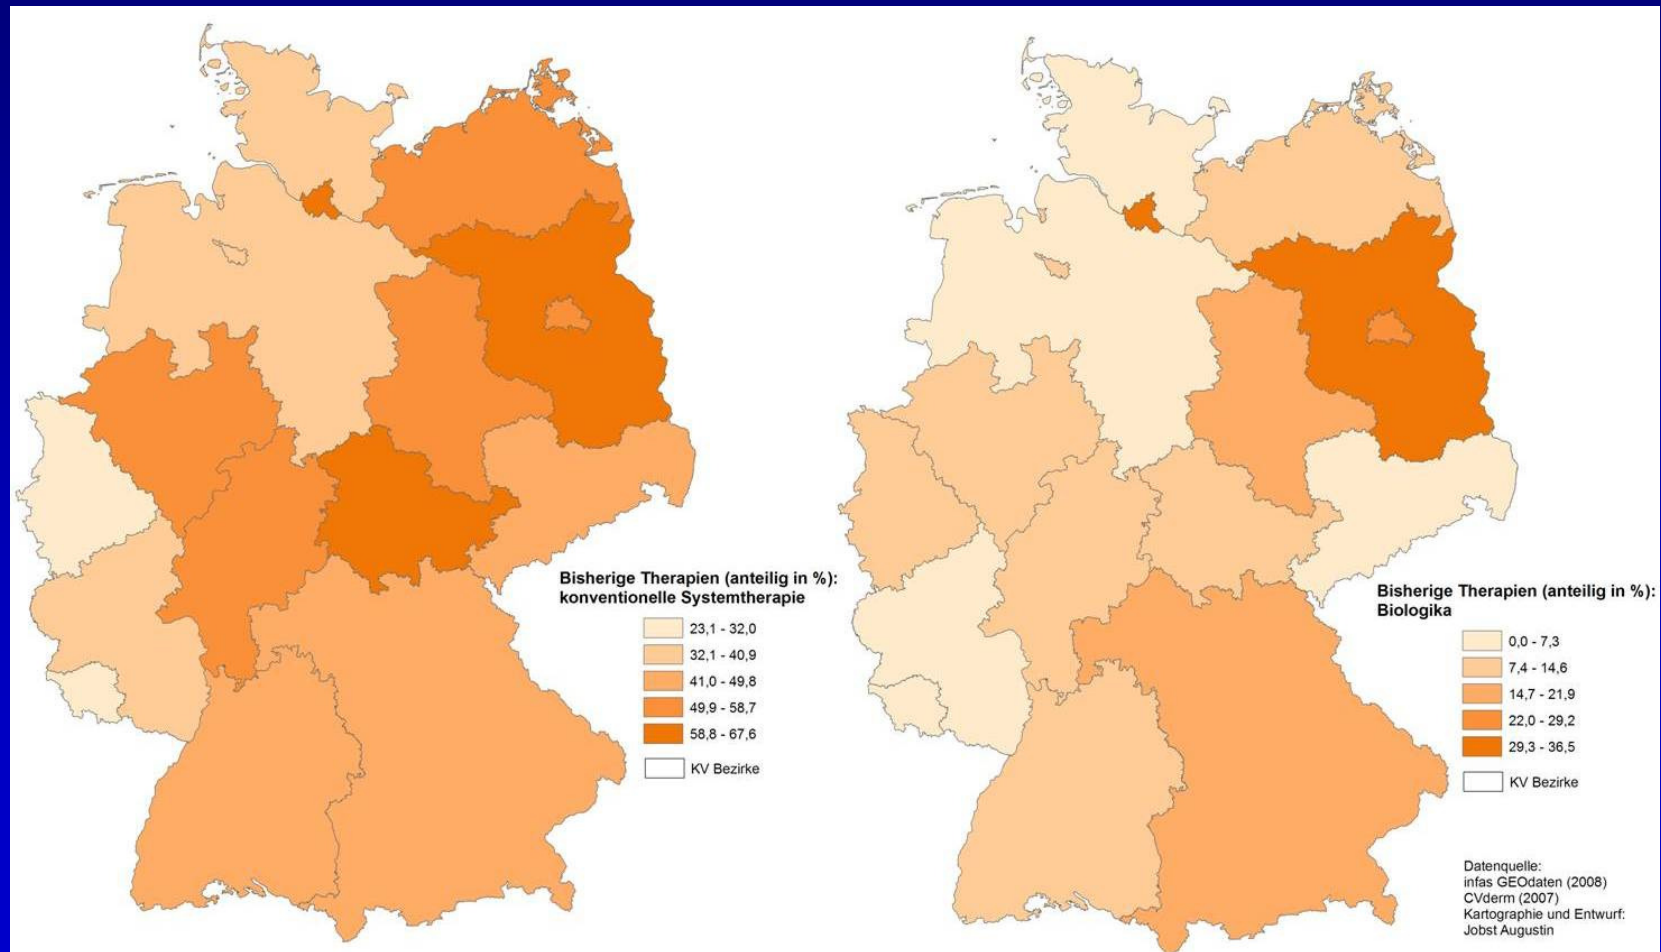 Bisherige Therapien (anteilig in %):
konventionelle Systemtherapie
23,1 - 32,0
32,1 - 40,9
41,0 - 49,8
49,9 - 58,7
58,8 - 67,6
KV Bezirke
Bisherige Therapien (anteilig in %):
Biologika
0,0 - 7,3
7,4 - 14,6
14,7 - 21,9
22,0 - 29,2
29,3 - 36,5
KV Bezirke
Datenquelle:
infas GEOdaten (2008)
CVderm (2007)
Kartographie und Entwurf:
Jobst Augustin